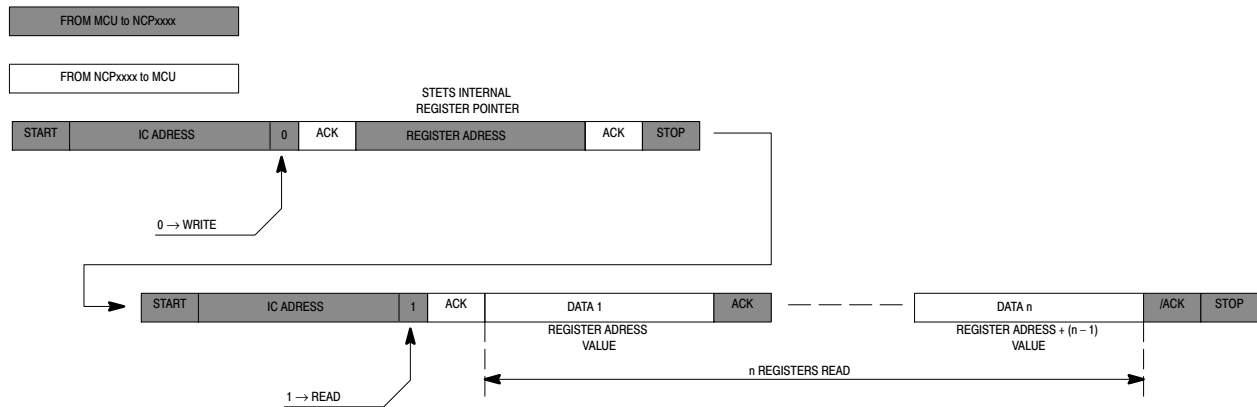 FROM MCU to NCPxxxx
FROM NCPxxxx to MCU
STETS INTERNAL
REGISTER POINTER
START IC ADRESS 0 ACK REGISTER ADRESS ACK STOP
0 → WRITE
START IC ADRESS 1 ACK DATA 1 ACK DATA n /ACK STOP
REGISTER ADRESS REGISTER ADRESS + (n – 1)
VALUE VALUE
n REGISTERS READ
1 → READ